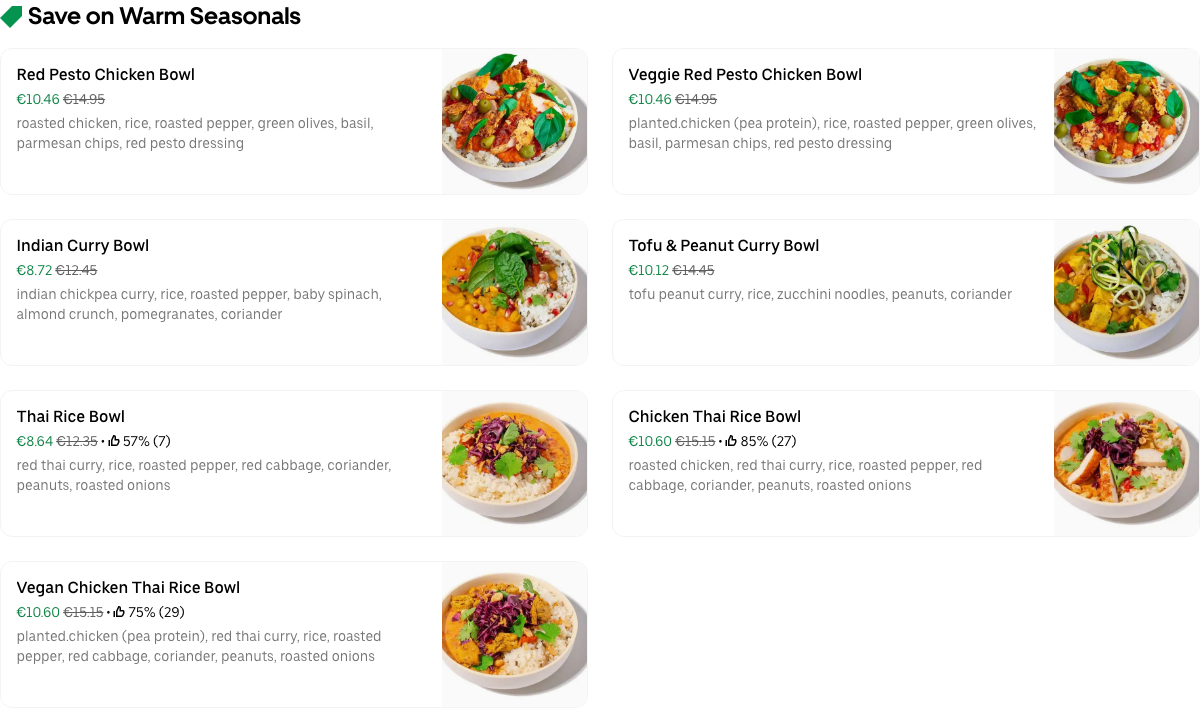 Save on Warm Seasonals
Red Pesto Chicken Bowl
€10.46 €14.95
roasted chicken, rice, roasted pepper, green olives, basil,
parmesan chips, red pesto dressing
Veggie Red Pesto Chicken Bowl
€10.46 €14.95
planted.chicken (pea protein), rice, roasted pepper, green olives,
basil, parmesan chips, red pesto dressing
Indian Curry Bowl
€8.72 €12.45
indian chickpea curry, rice, roasted pepper, baby spinach,
almond crunch, pomegranates, coriander
Tofu & Peanut Curry Bowl
€10.12 €14.45
tofu peanut curry, rice, zucchini noodles, peanuts, coriander
Thai Rice Bowl
€8.64 €12.35 • 57% (7)
red thai curry, rice, roasted pepper, red cabbage, coriander,
peanuts, roasted onions
Chicken Thai Rice Bowl
€10.60 €15.15 • 85% (27)
roasted chicken, red thai curry, rice, roasted pepper, red
cabbage, coriander, peanuts, roasted onions
Vegan Chicken Thai Rice Bowl
€10.60 €15.15 • 75% (29)
planted.chicken (pea protein), red thai curry, rice, roasted
pepper, red cabbage, coriander, peanuts, roasted onions